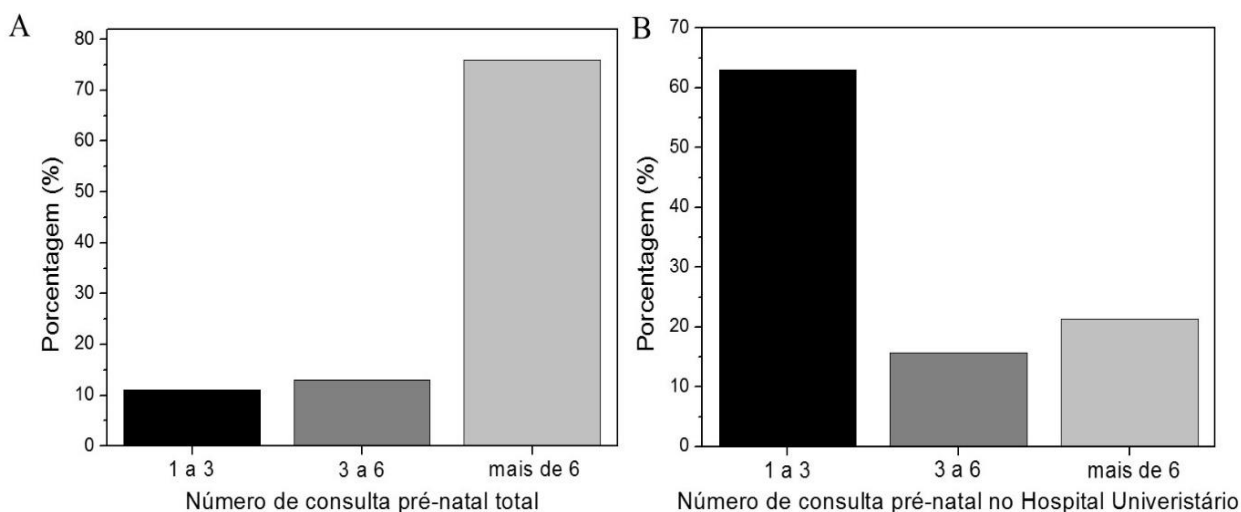 A
Porcentagem (%)
80
70
60
50
40
30
20
10
0
1 a 3
3 a 6
mais de 6
Número de consulta pré-natal total
B
Porcentagem (%)
70
60
50
40
30
20
10
0
1 a 3
3 a 6
mais de 6
Número de consulta pré-natal no Hospital Univeristário